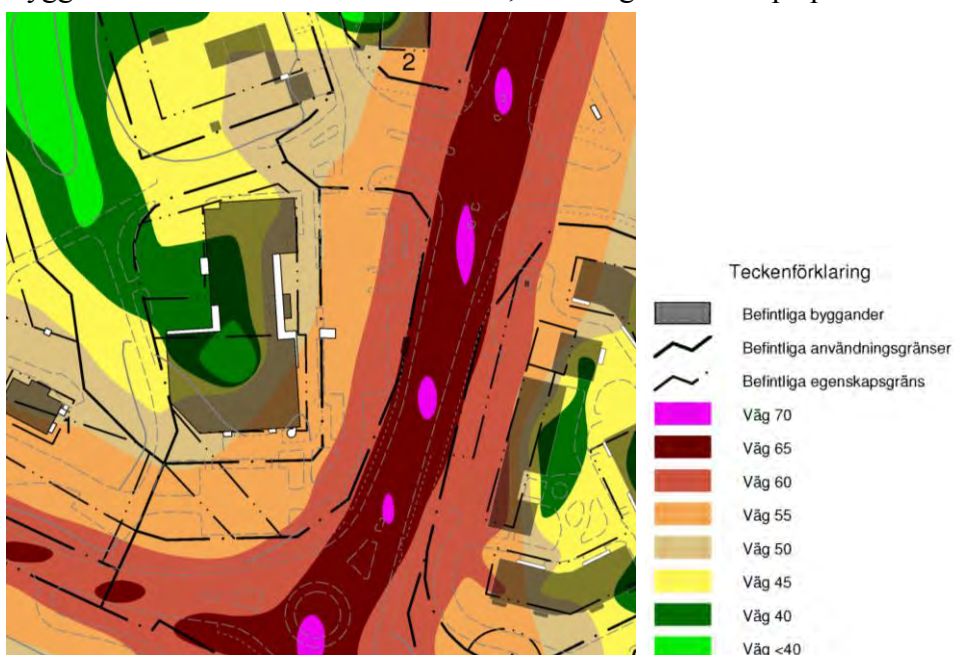 2
1
Teckenförklaring
Befintliga byggander
Befintliga användningsgränser
Befintliga egenskapsgräns
Väg 70
Väg 65
Väg 60
Väg 55
Väg 50
Väg 45
Väg 40
Väg <40